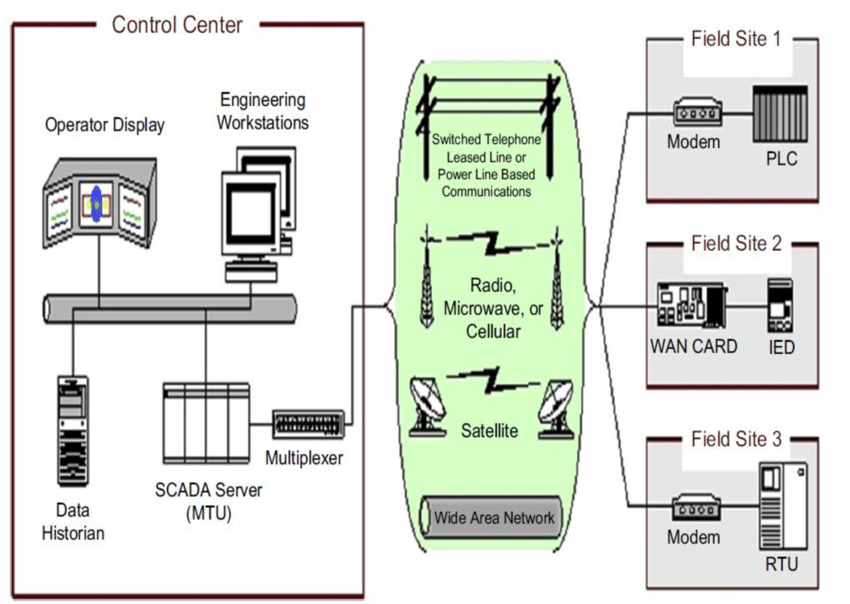 Control Center
Operator Display
Engineering
Workstations
Data
Historian
SCADA Server
(MTU)
Multiplexer
Switched Telephone
Leased Line or
Power Line Based
Communications
Radio,
Microwave, or
Cellular
Satellite
Wide Area Network
Field Site 1
Modem
PLC
Field Site 2
WAN CARD
IED
Field Site 3
Modem
RTU